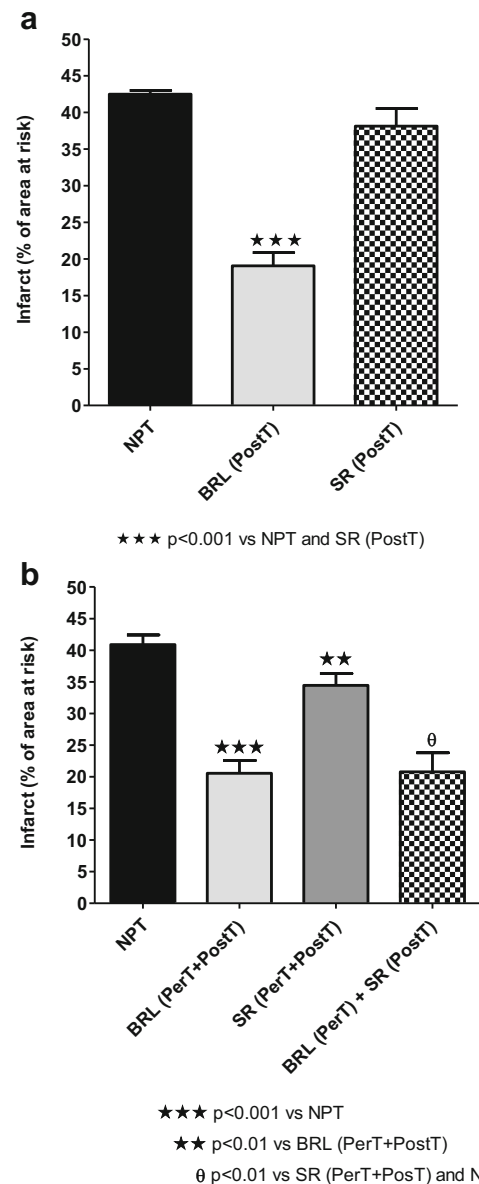 a
50
45
40
35
30
25
20
15
10
5
0
Infarct (% of area at risk)
★★★
NPT
BRL (PostT)
SR (PostT)
★★★ p<0.001 vs NPT and SR (PostT)
b
50
45
40
35
30
25
20
15
10
5
0
Infarct (% of area at risk)
★★★
★★
θ
NPT
BRL (PerT+PostT)
SR (PerT+PostT)
BRL (PerT) + SR (PostT)
★★★ p<0.001 vs NPT
★★ p<0.01 vs BRL (PerT+PostT)
θ p<0.01 vs SR (PerT+PosT) and N